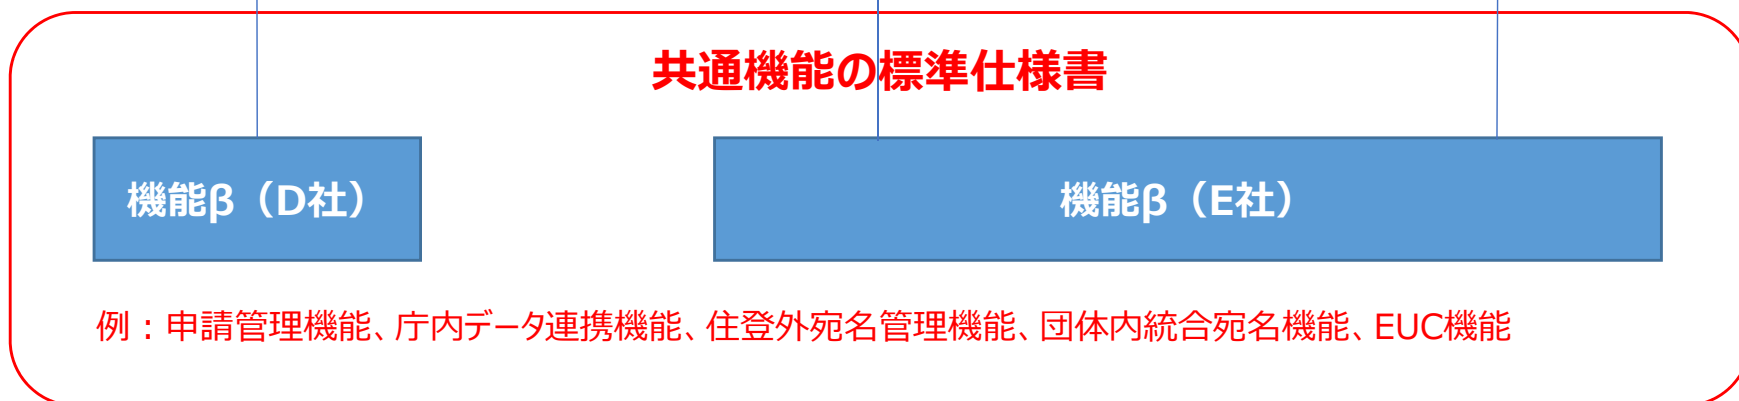 共通機能の標準仕様書
機能β（D社）
機能β（E社）
例：申請管理機能、庁内データ連携機能、住登外宛名管理機能、団体内統合宛名機能、EUC機能